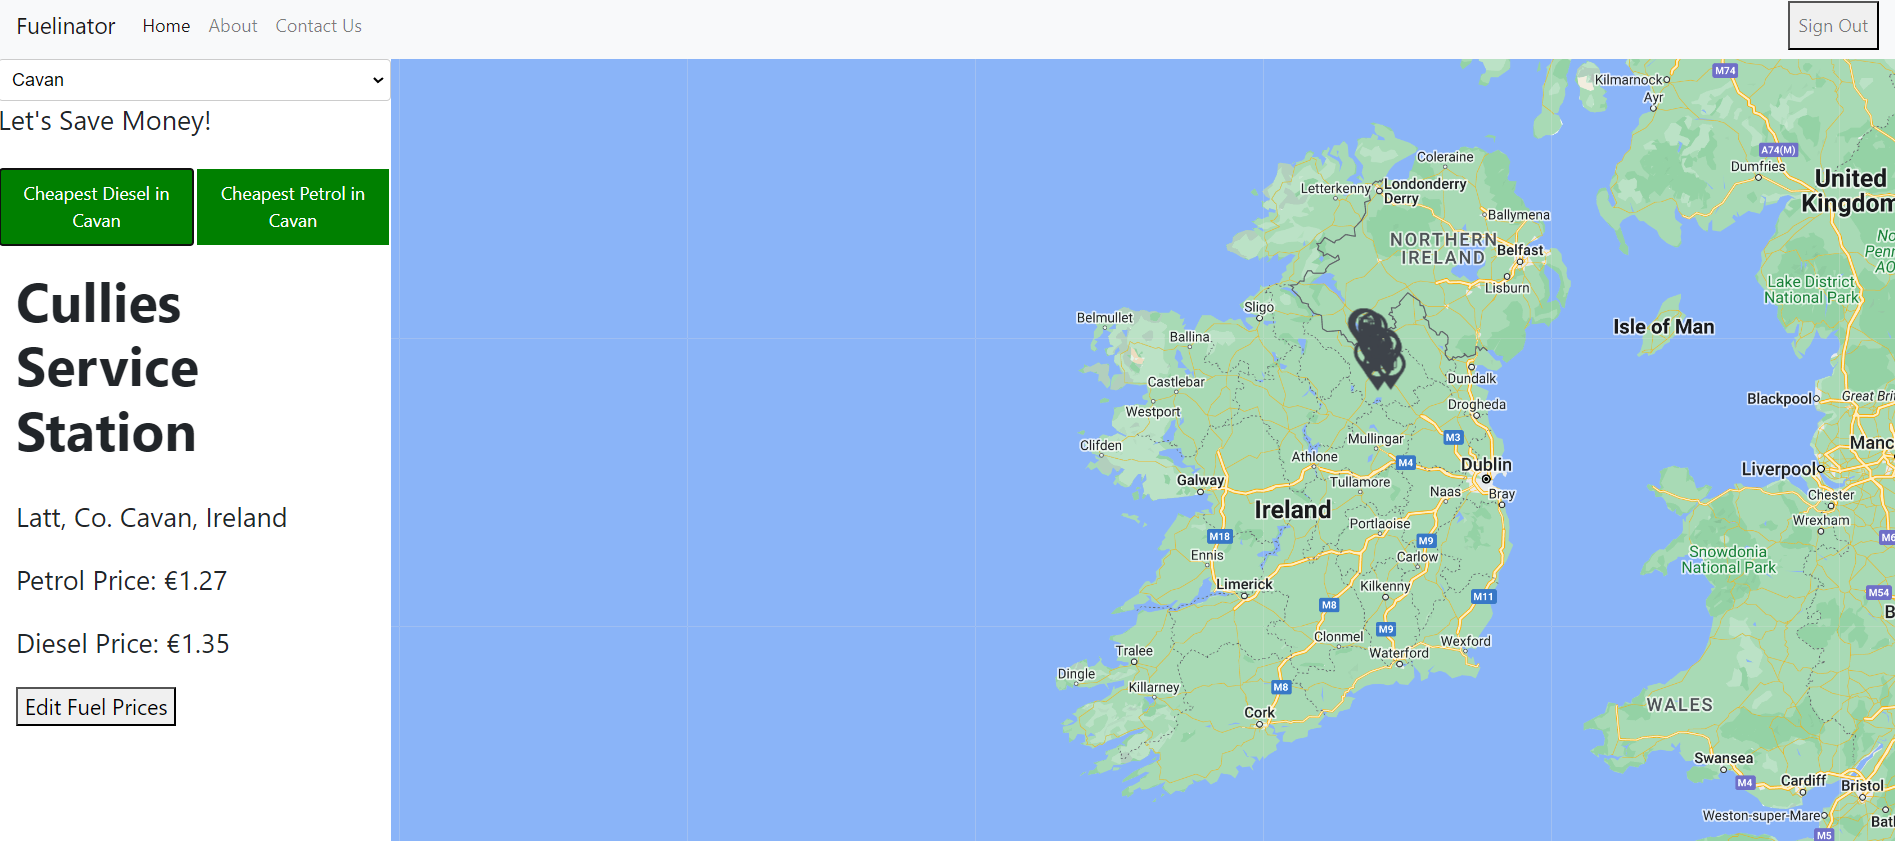 Fuelinator Home About Contact Us Sign Out
Cavan
Let's Save Money!
Cheapest Diesel in
Cavan
Cheapest Petrol in
Cavan
Cullies
Service
Station
Latt, Co. Cavan, Ireland
Petrol Price: €1.27
Diesel Price: €1.35
Edit Fuel Prices
M74
Kilmarnock
Ayr
A74(M)
Dumfries
United
Kingdom
Coleraine
Letterkenny
Londonderry
Derry
Ballymena
NORTHERN
IRELAND
Belfast
Lisburn
Lake District
National Park
Isle of Man
Sligo
Belmullet
Ballina
Castlebar
Westport
Clifden
Dundalk
Drogheda
Blackpool
Great Bri
Manc
Mullingar
M3
Athlone
M4
Dublin
Liverpool
Galway
Tullamore
Naas
Bray
Chester
Ireland
Portlaoise
Wrexham
M18
M9
M6
Ennis
Carlow
Snowdonia
National Park
Limerick
Kilkenny
M11
M54
M8
B
M9
Clonmel
Wexford
Tralee
Waterford
Dingle
Killarney
M8
Cork
WALES
Swansea
M4
Cardiff
Bristol
Weston-super-Mare
Bat
M5